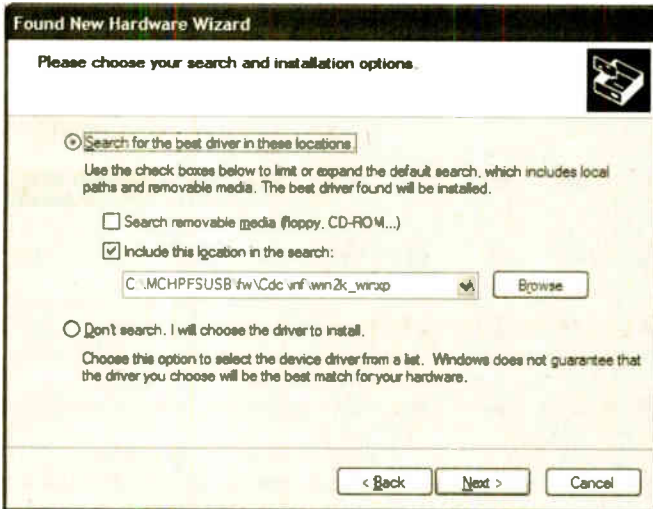 Found New Hardware Wizard
Please choose your search and installation options.
Search for the best driver in these locations.
Use the check boxes below to limit or expand the default search, which includes local
paths and removable media. The best driver found will be installed.
Search removable media (floppy, CD-ROM...)
Include this location in the search:
C:\MCHPFSUSB\fw\Cdc\inf\win2k_winxp
Browse
Don't search. I will choose the driver to install.
Choose this option to select the device driver from a list. Windows does not guarantee that
the driver you choose will be the best match for your hardware.
< Back
Next >
Cancel